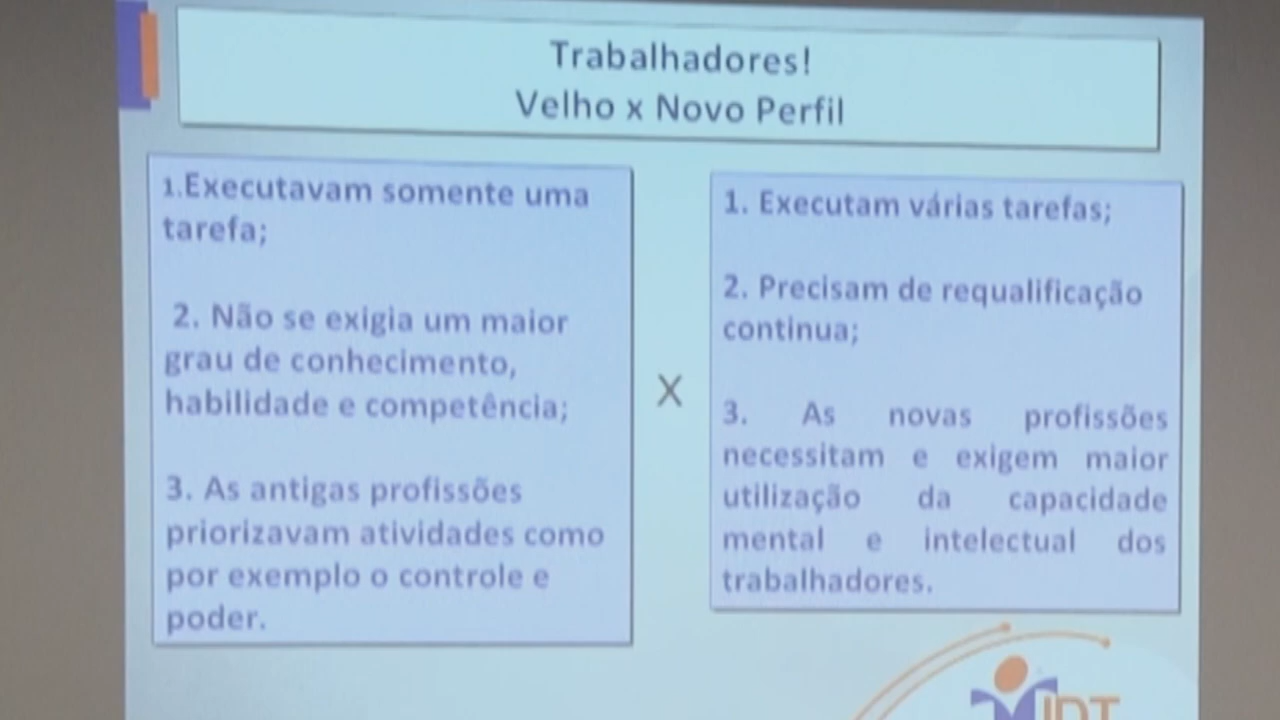 Trabalhadores!
Velho x Novo Perfil
1.Executavam somente uma
tarefa;
2. Não se exigia um maior
grau de conhecimento,
habilidade e competência;
3. As antigas profissões
priorizavam atividades como
por exemplo o controle e
poder.
X
1. Executam várias tarefas;
2. Precisam de requalificação
continua;
3. As novas profissões
necessitam e exigem maior
utilização da capacidade
mental e intelectual dos
trabalhadores.
IDT